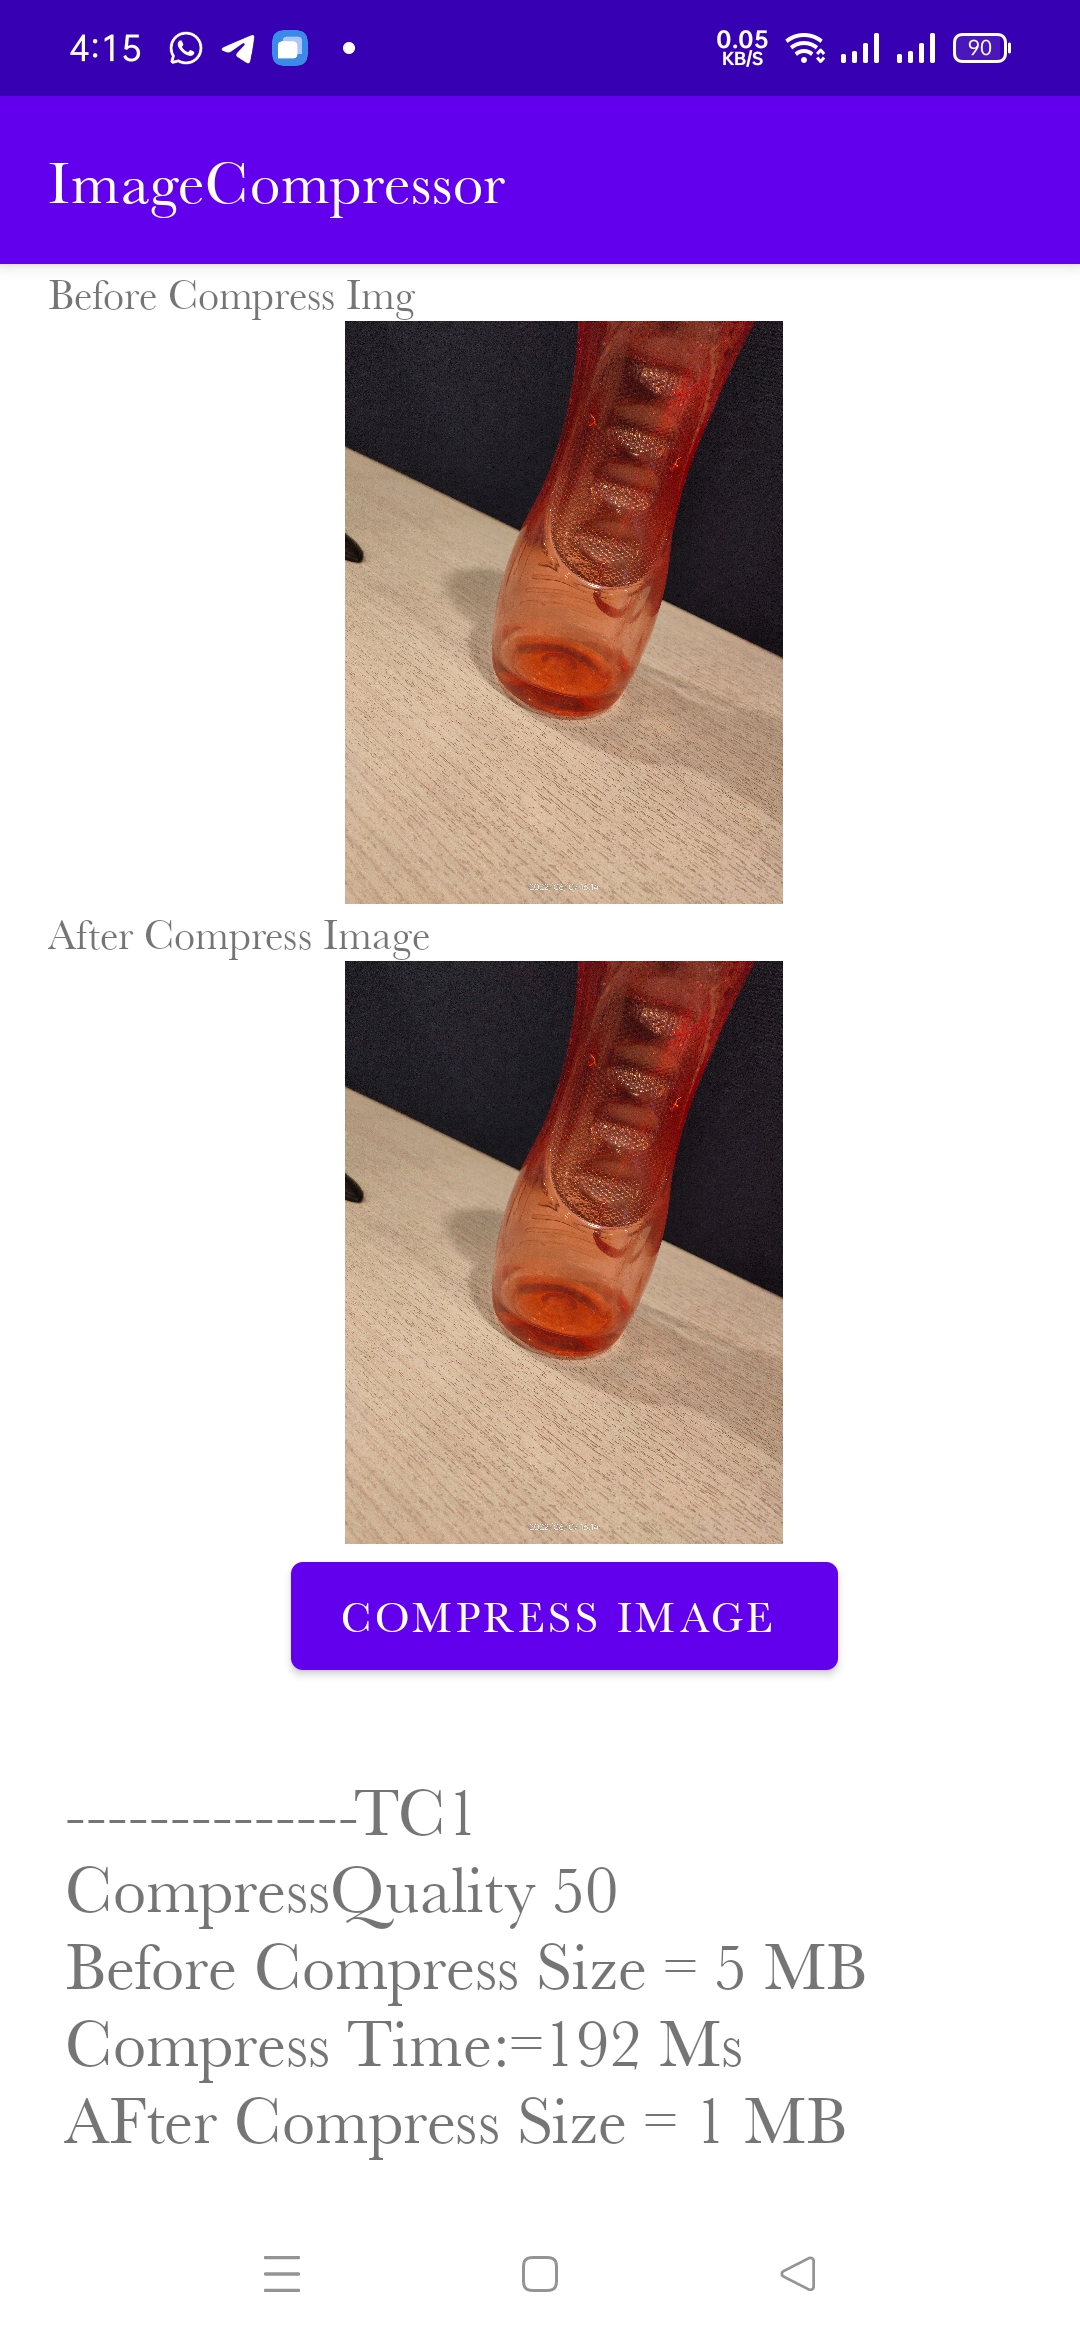 4:15
0.05
KB/S
90
ImageCompressor
Before Compress Img
After Compress Image
COMPRESS IMAGE
--------------TC1
CompressQuality 50
Before Compress Size = 5 MB
Compress Time:=192 Ms
AFter Compress Size = 1 MB